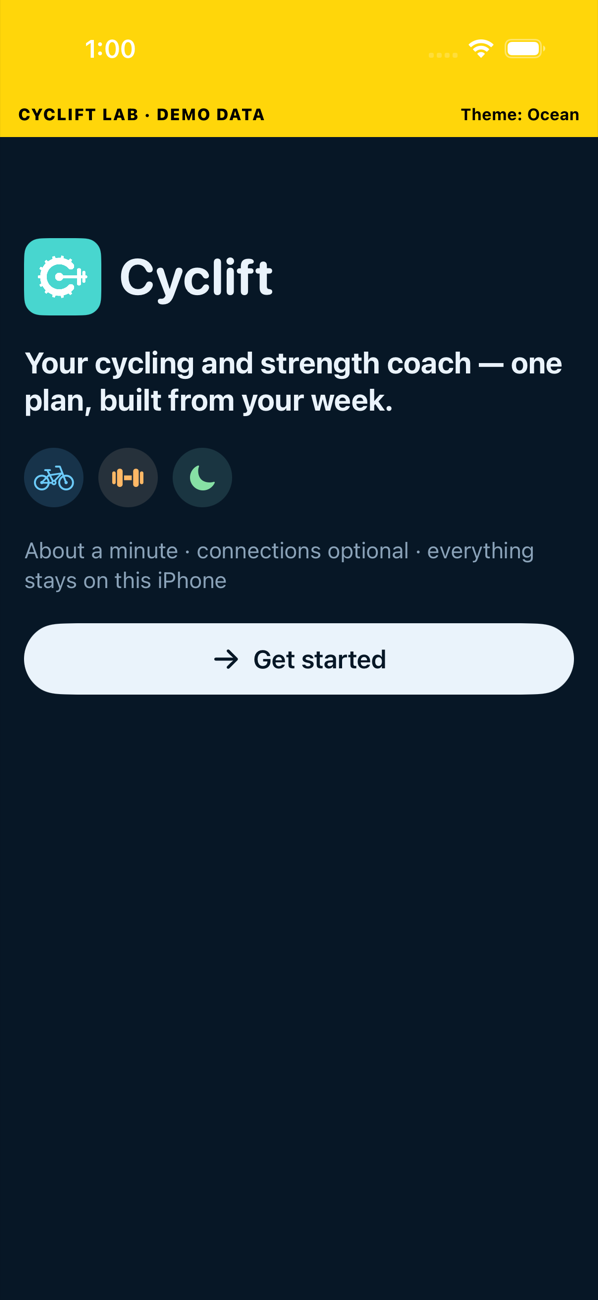 1:00
CYCLIFT LAB · DEMO DATA
Theme: Ocean
Cyclift
Your cycling and strength coach — one
plan, built from your week.
About a minute · connections optional · everything
stays on this iPhone
Get started